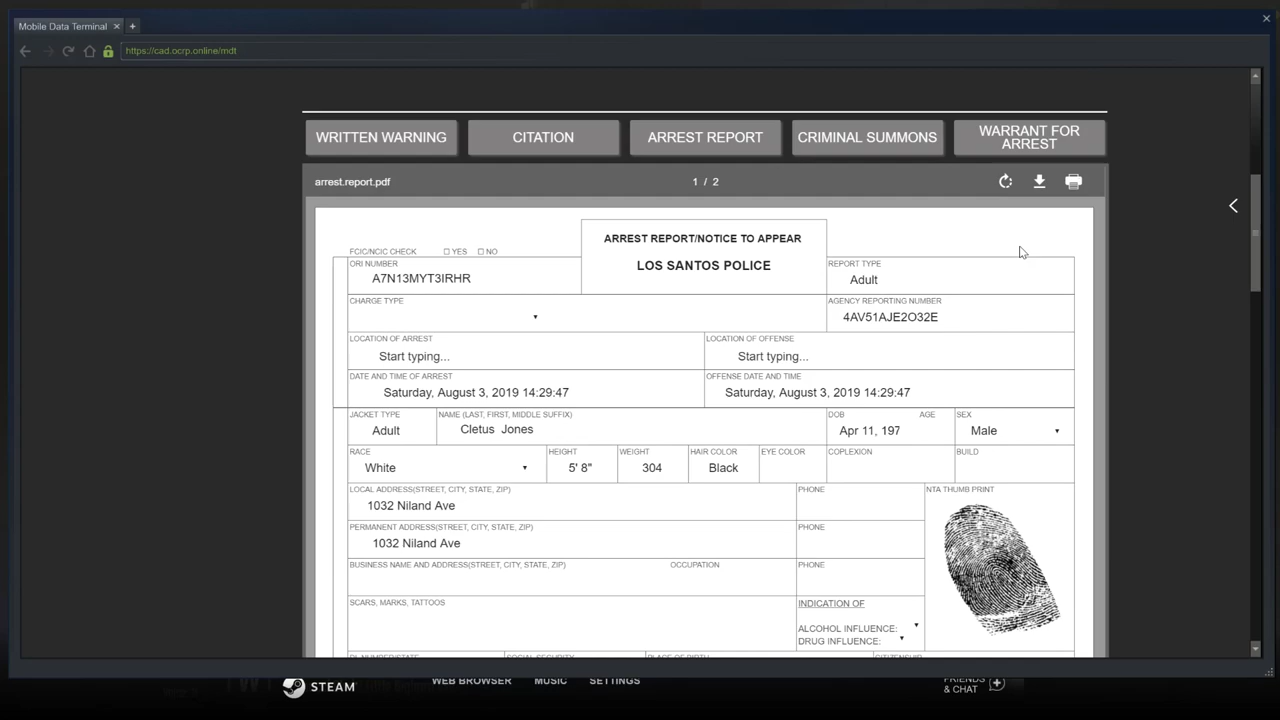 Mobile Data Terminal
https://cad.ocrp.online/mdt
WRITTEN WARNING
CITATION
ARREST REPORT
CRIMINAL SUMMONS
WARRANT FOR
ARREST
arrest.report.pdf
1 / 2
ARREST REPORT/NOTICE TO APPEAR
LOS SANTOS POLICE
FCIC/NCIC CHECK YES NO
ORI NUMBER
A7N13MYT3IRHR
REPORT TYPE
Adult
CHARGE TYPE
AGENCY REPORTING NUMBER
4AV51AJE2O32E
LOCATION OF ARREST
Start typing...
LOCATION OF OFFENSE
Start typing...
DATE AND TIME OF ARREST
Saturday, August 3, 2019 14:29:47
OFFENSE DATE AND TIME
Saturday, August 3, 2019 14:29:47
JACKET TYPE
Adult
NAME (LAST, FIRST, MIDDLE SUFFIX)
Cletus Jones
DOB
Apr 11, 197
AGE
SEX
Male
RACE
White
HEIGHT
5' 8"
WEIGHT
304
HAIR COLOR
Black
EYE COLOR
COPLEXION
BUILD
LOCAL ADDRESS(STREET, CITY, STATE, ZIP)
1032 Niland Ave
PHONE
NTA THUMB PRINT
PERMANENT ADDRESS(STREET, CITY, STATE, ZIP)
1032 Niland Ave
PHONE
BUSINESS NAME AND ADDRESS(STREET, CITY, STATE, ZIP)
OCCUPATION
PHONE
SCARS, MARKS, TATTOOS
INDICATION OF
ALCOHOL INFLUENCE:
DRUG INFLUENCE:
STEAM
WEB BROWSER
MUSIC
SETTINGS
FRIENDS
& CHAT